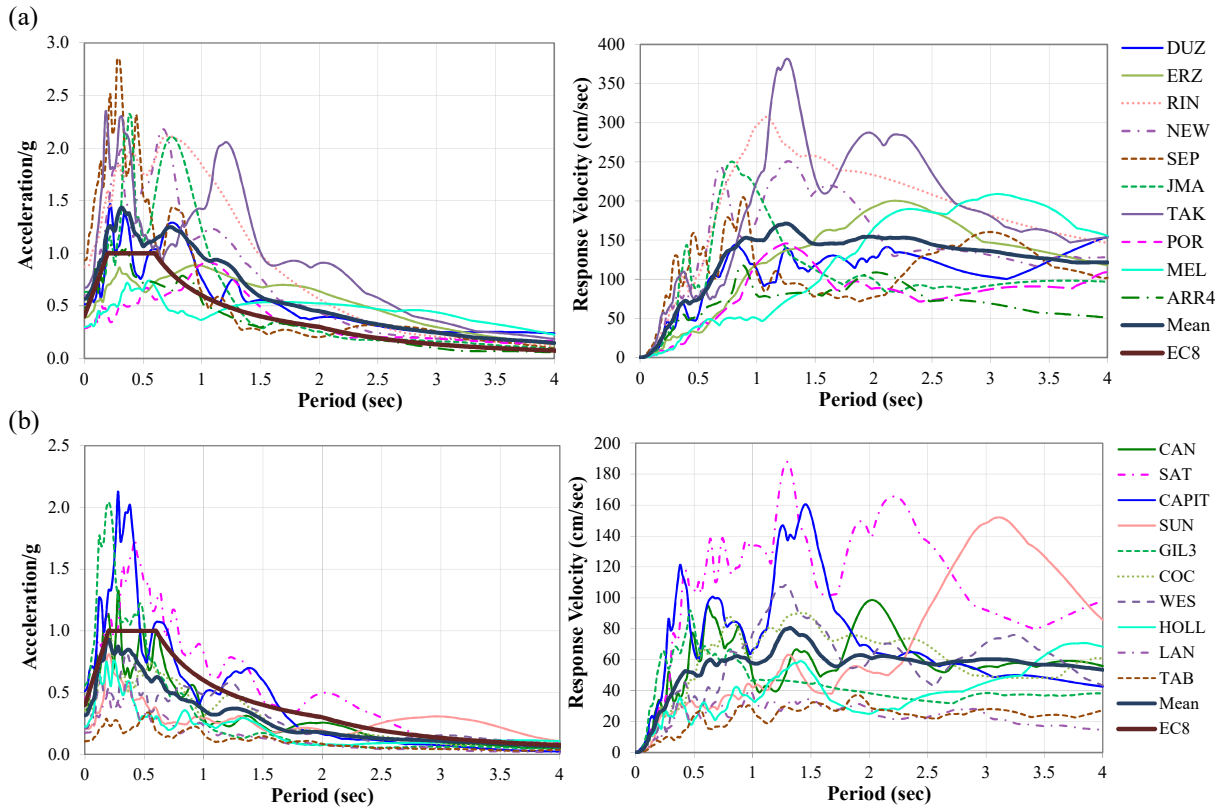 (a)
3.0
2.5
2.0
1.5
1.0
0.5
0.0
Acceleration/g
0 0.5 1 1.5 2 2.5 3 3.5 4
Period (sec)
400
350
300
250
200
150
100
50
0
Response Velocity (cm/sec)
0 0.5 1 1.5 2 2.5 3 3.5 4
Period (sec)
DUZ
ERZ
RIN
NEW
SEP
JMA
TAK
POR
MEL
ARR4
Mean
EC8
(b)
2.5
2.0
1.5
1.0
0.5
0.0
Acceleration/g
0 0.5 1 1.5 2 2.5 3 3.5 4
Period (sec)
200
180
160
140
120
100
80
60
40
20
0
Response Velocity (cm/sec)
0 0.5 1 1.5 2 2.5 3 3.5 4
Period (sec)
CAN
SAT
CAPIT
SUN
GIL3
COC
WES
HOLL
LAN
TAB
Mean
EC8